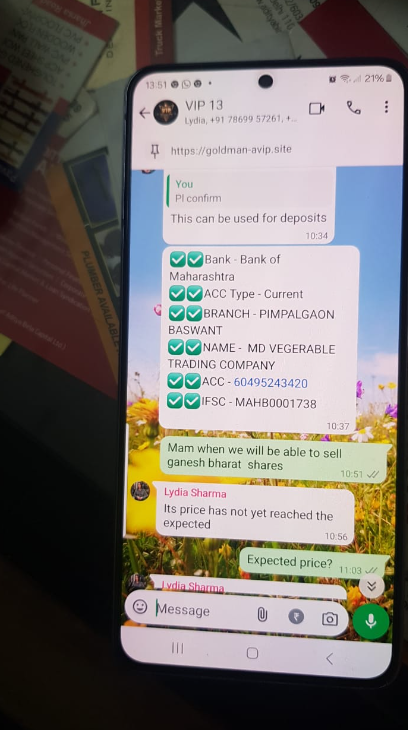 Truck Market
PLUMBER AVAILABLE
13:51
21%
VIP 13
Lydia, +91 78699 57261, +...
https://goldman-avip.site
You
Pl confirm
This can be used for deposits
10:34
✅✅Bank - Bank of
Maharashtra
✅✅ACC Type - Current
✅✅BRANCH - PIMPALGAON
BASWANT
✅✅NAME - MD VEGERABLE
TRADING COMPANY
✅✅ACC - 60495243420
✅✅IFSC - MAHB0001738
10:37
Mam when we will be able to sell
ganesh bharat shares
10:51
Lydia Sharma
Its price has not yet reached the
expected
10:56
Expected price?
11:03
Lydia Sharma
Message